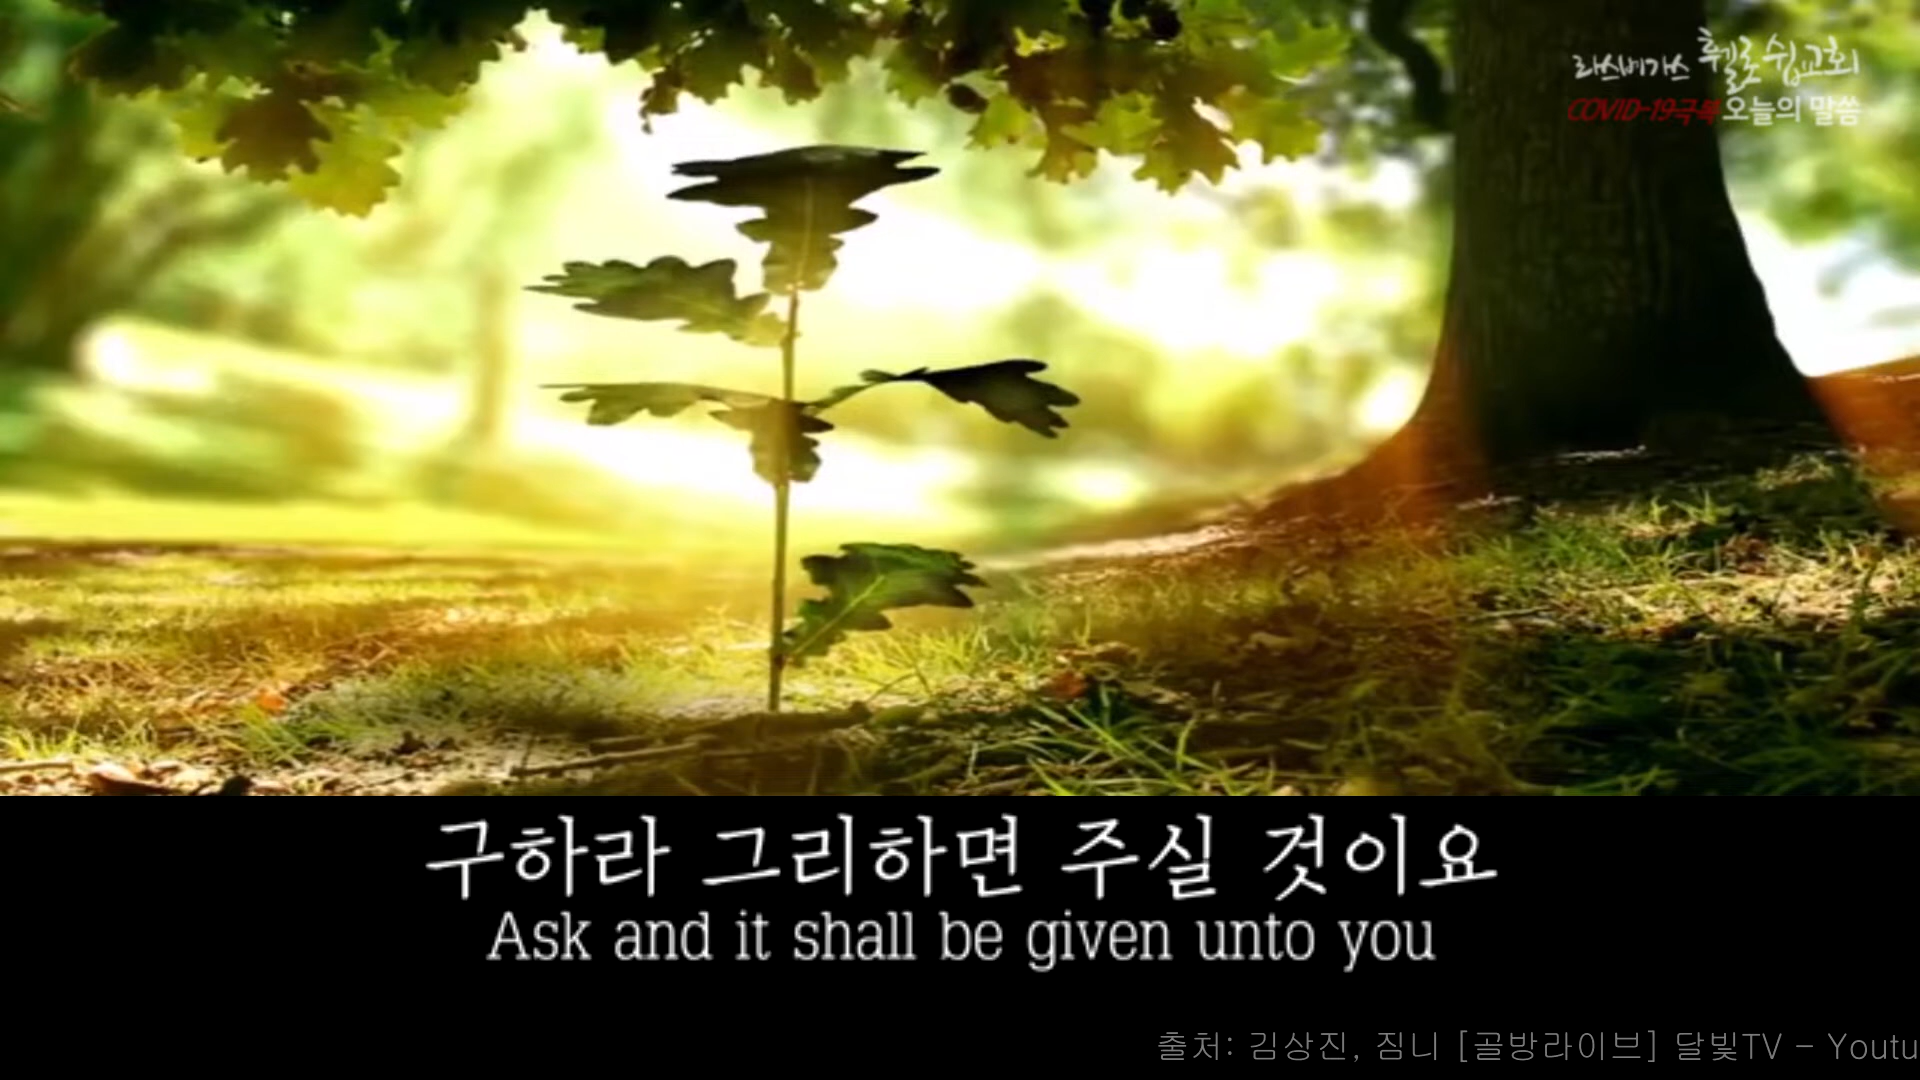 라스베가스 휄로쉽교회
COVID-19극복 오늘의 말씀
구하라 그리하면 주실 것이요
Ask and it shall be given unto you
출처: 김상진, 짐니 [골방라이브] 달빛TV - Youtu